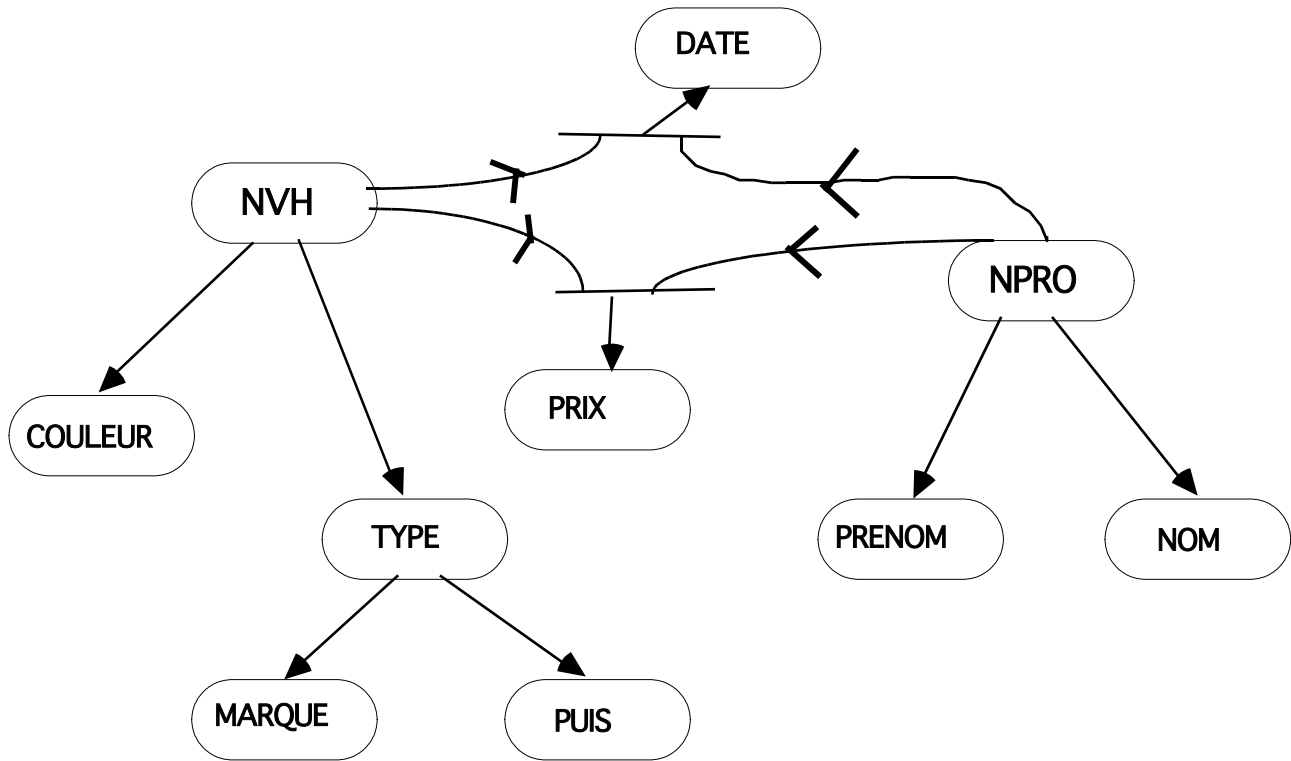 DATE
NVH
NPRO
PRIX
COULEUR
TYPE
PRENOM
NOM
MARQUE
PUIS